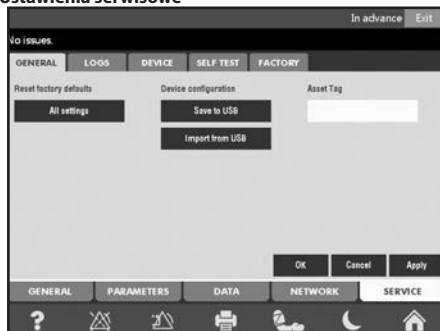 Ustawienia serwisowe
In advance Exit
No issues.
GENERAL LOGS DEVICE SELF TEST FACTORY
Reset factory defaults Device configuration Asset Tag
All settings Save to USB
Import from USB
OK Cancel Apply
GENERAL PARAMETERS DATA NETWORK SERVICE
?